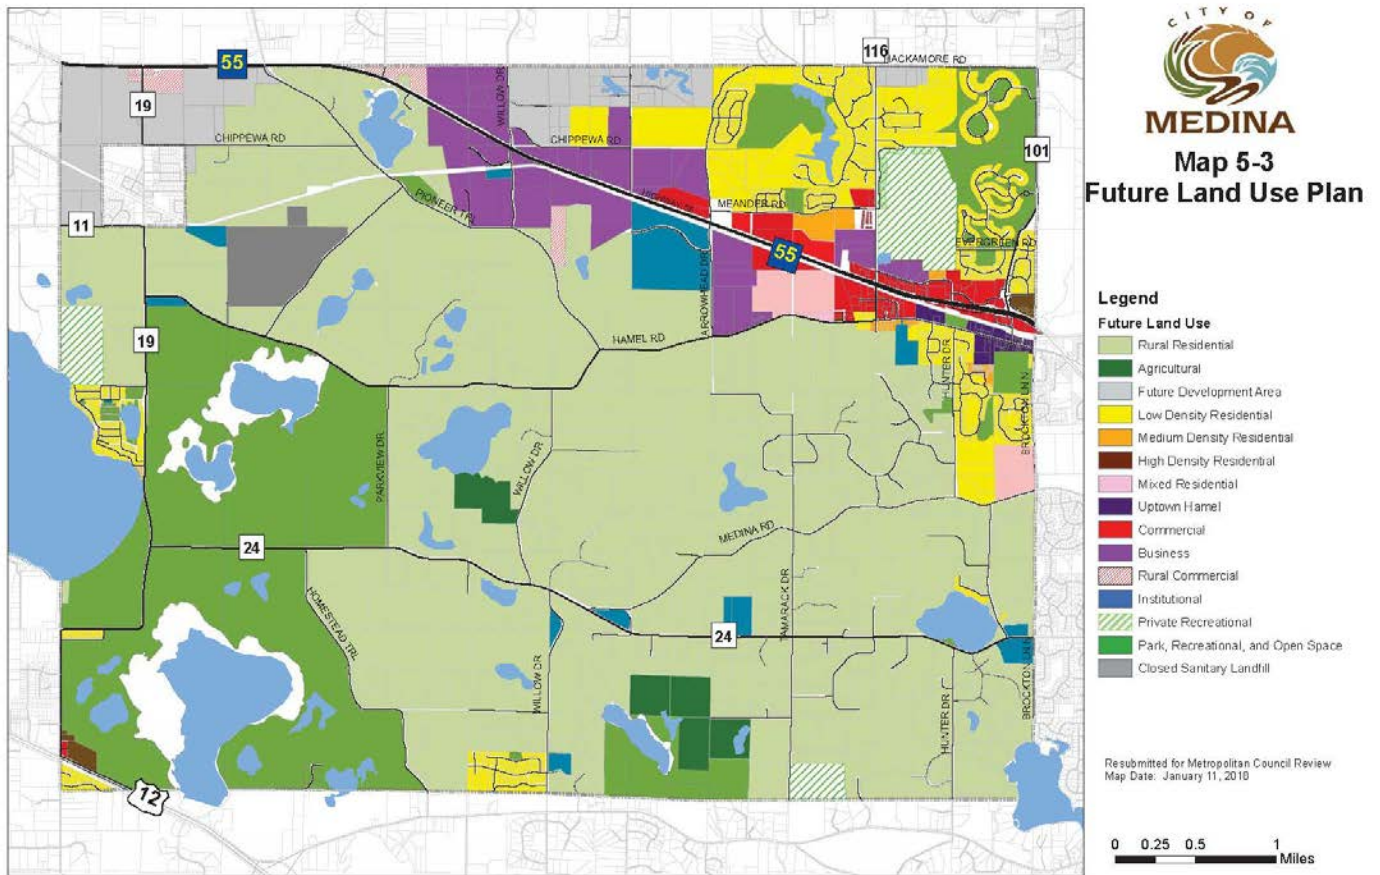 CITY OF
MEDINA
Map 5-3
Future Land Use Plan
116
HACKAMORE RD
55
19
WILLOW DR
CHIPPEWA RD
CHIPPEWA RD
101
PIONEER TRL
HIGHWAY 55
MEANDER RD
11
EVERGREEN RD
55
ARROWHEAD DR
19
HAMEL RD
HUNTER DR
BROCKTON LN N
PARKVIEW DR
WILLOW DR
MEDINA RD
24
HOMESTEAD TRL
TAMARACK DR
24
WILLOW DR
HUNTER DR
BROCKTON LN N
12
Legend
Future Land Use
Rural Residential
Agricultural
Future Development Area
Low Density Residential
Medium Density Residential
High Density Residential
Mixed Residential
Uptown Hamel
Commercial
Business
Rural Commercial
Institutional
Private Recreational
Park, Recreational, and Open Space
Closed Sanitary Landfill
Resubmitted for Metropolitan Council Review
Map Date: January 11, 2018
0 0.25 0.5 1
Miles